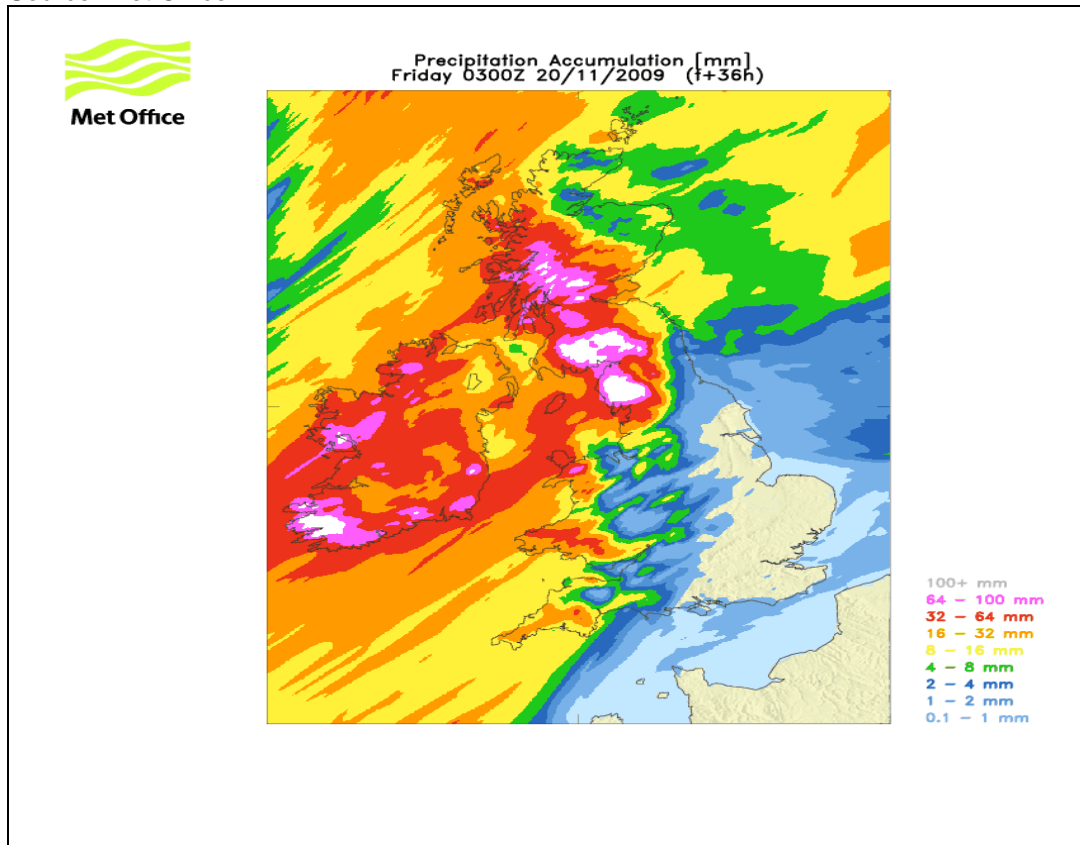 Met Office
Precipitation Accumulation [mm]
Friday 0300Z 20/11/2009 (t+36h)
100+ mm
64 – 100 mm
32 – 64 mm
16 – 32 mm
8 – 16 mm
4 – 8 mm
2 – 4 mm
1 – 2 mm
0.1 – 1 mm